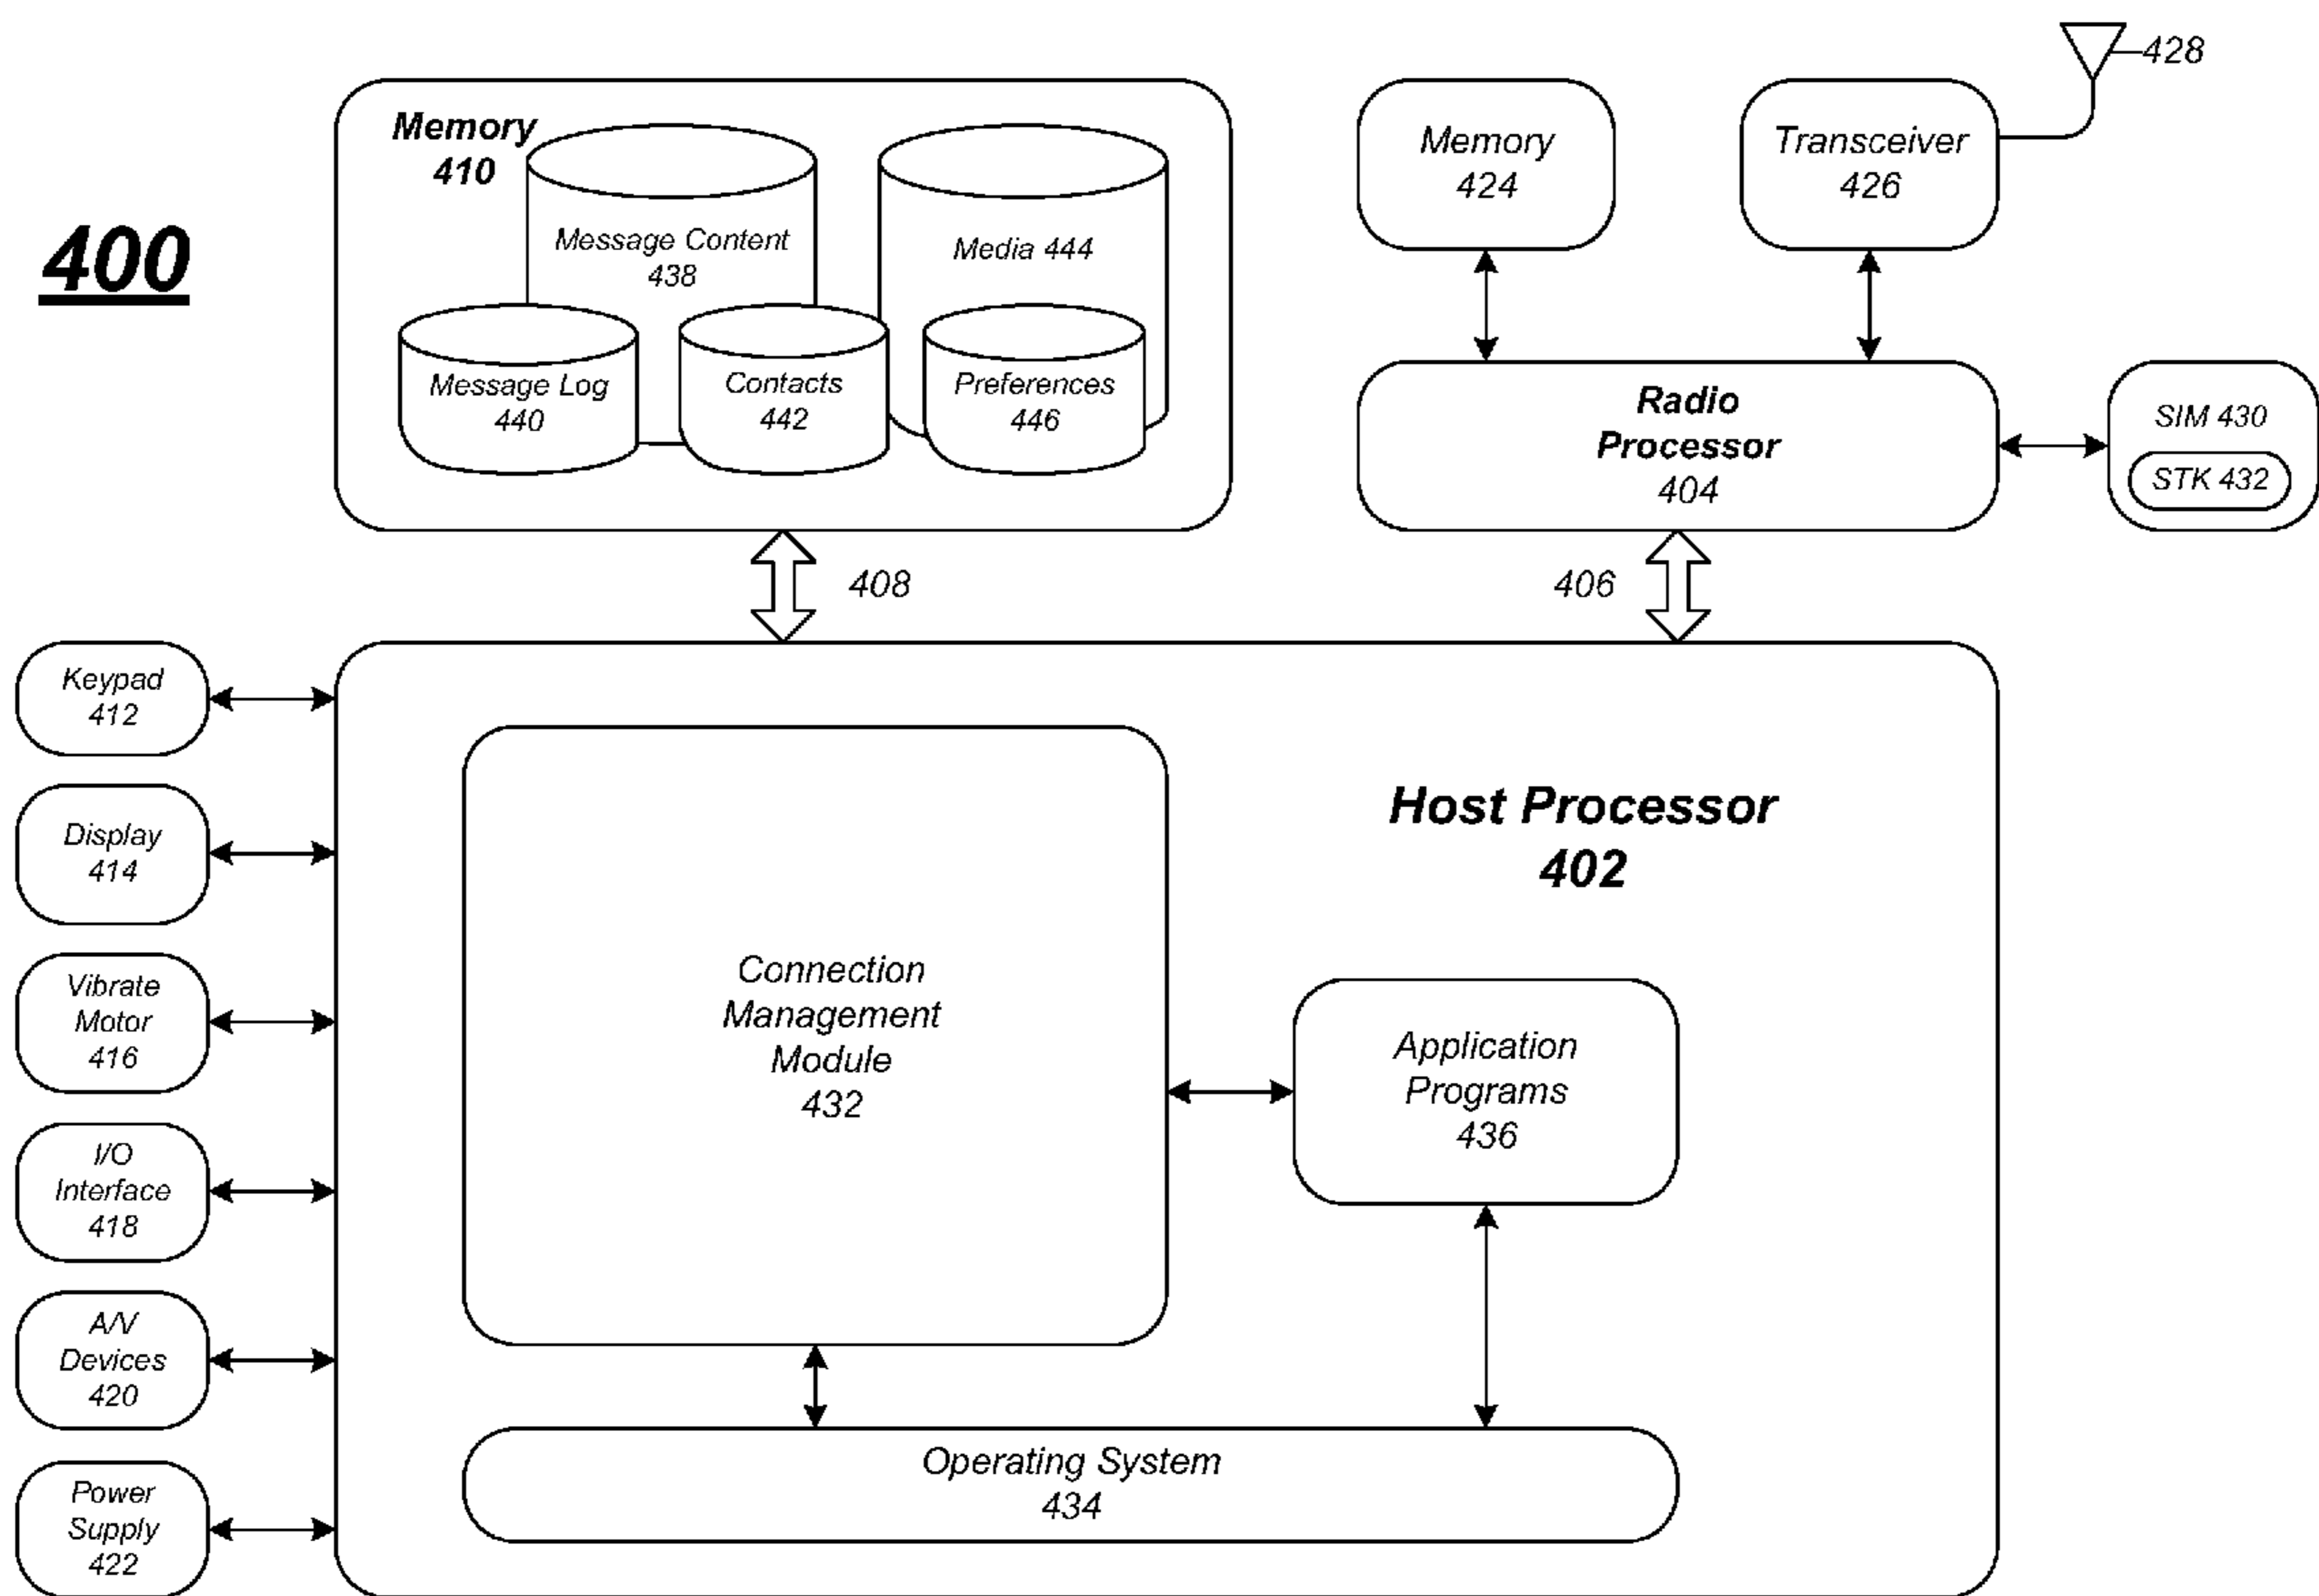 400
Memory
410
Message Content
438
Media 444
Message Log
440
Contacts
442
Preferences
446
Memory
424
Transceiver
426
428
Radio
Processor
404
SIM 430
STK 432
408
406
Keypad
412
Display
414
Vibrate
Motor
416
I/O
Interface
418
A/V
Devices
420
Power
Supply
422
Host Processor
402
Connection
Management
Module
432
Application
Programs
436
Operating System
434